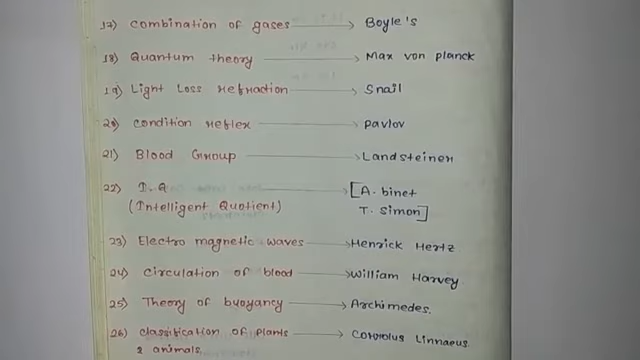 17) Combination of gases → Boyle's
18) Quantum theory → Max von planck
19) Light Loss Refraction → Snail
20) Condition Reflex → Pavlov
21) Blood Group → Landsteiner
22) I.Q → [A. binet
(Intelligent Quotient) T. simon]
23) Electro magnetic waves → Henrick Hertz
24) Circulation of blood → William Harvey
25) Theory of buoyancy → Archimedes.
26) Classification of plants → Linnaeus
& animals